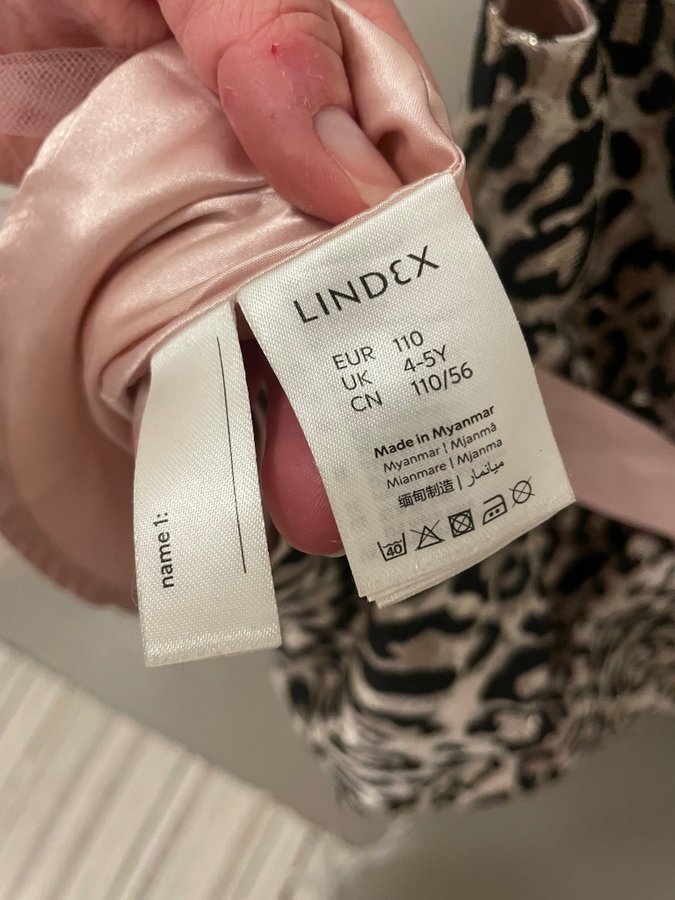 LINDEX
EUR 110
UK 4-5Y
CN 110/56
Made in Myanmar
Myanmar | Mjanmå
Mianmare | Mjanma
缅甸制造 | ميانمار
40
name 1: